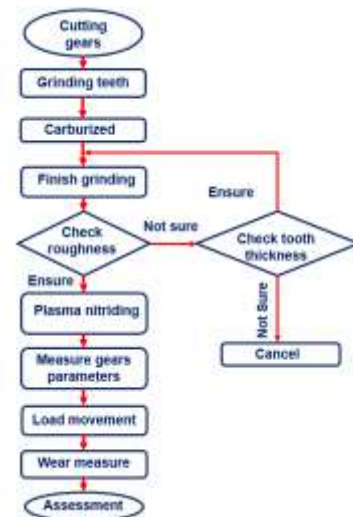 Cutting
gears
Grinding teeth
Carburized
Finish grinding
Ensure
Check
roughness
Not sure
Check tooth
thickness
Ensure
Plasma nitriding
Not Sure
Measure gears
parameters
Cancel
Load movement
Wear measure
Assessment